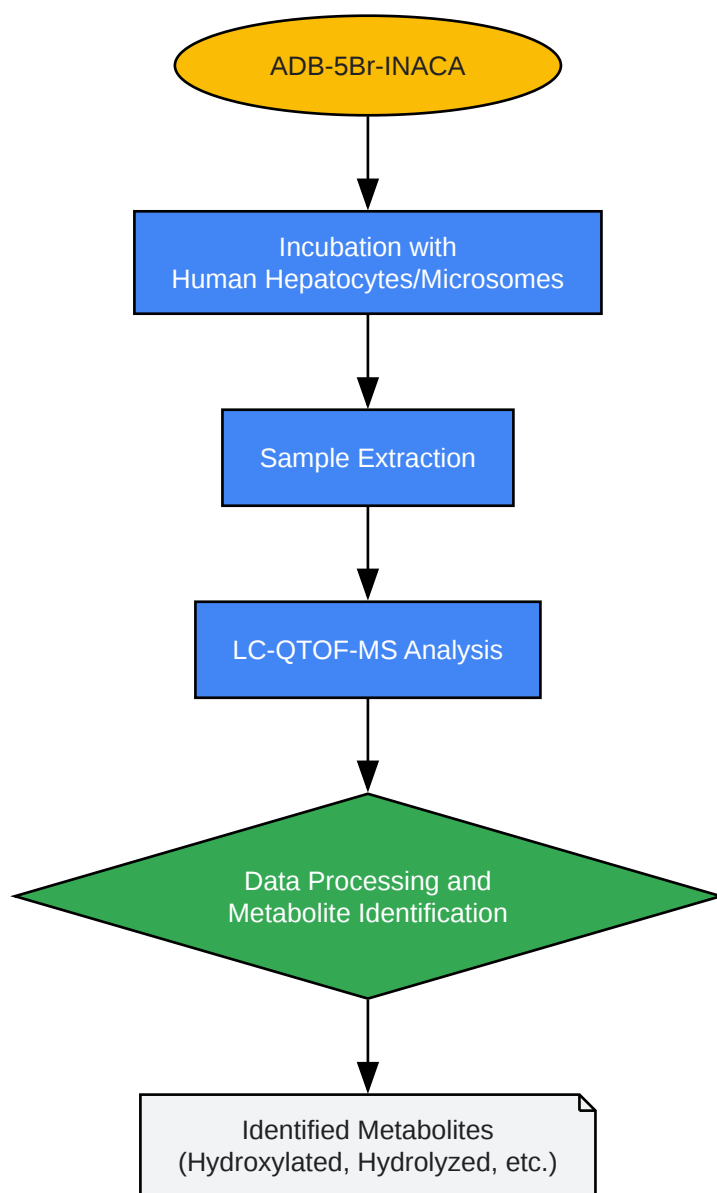 ADB-5Br-INACA
Incubation with
Human Hepatocytes/Microsomes
Sample Extraction
LC-QTOF-MS Analysis
Data Processing and
Metabolite Identification
Identified Metabolites
(Hydroxylated, Hydrolyzed, etc.)